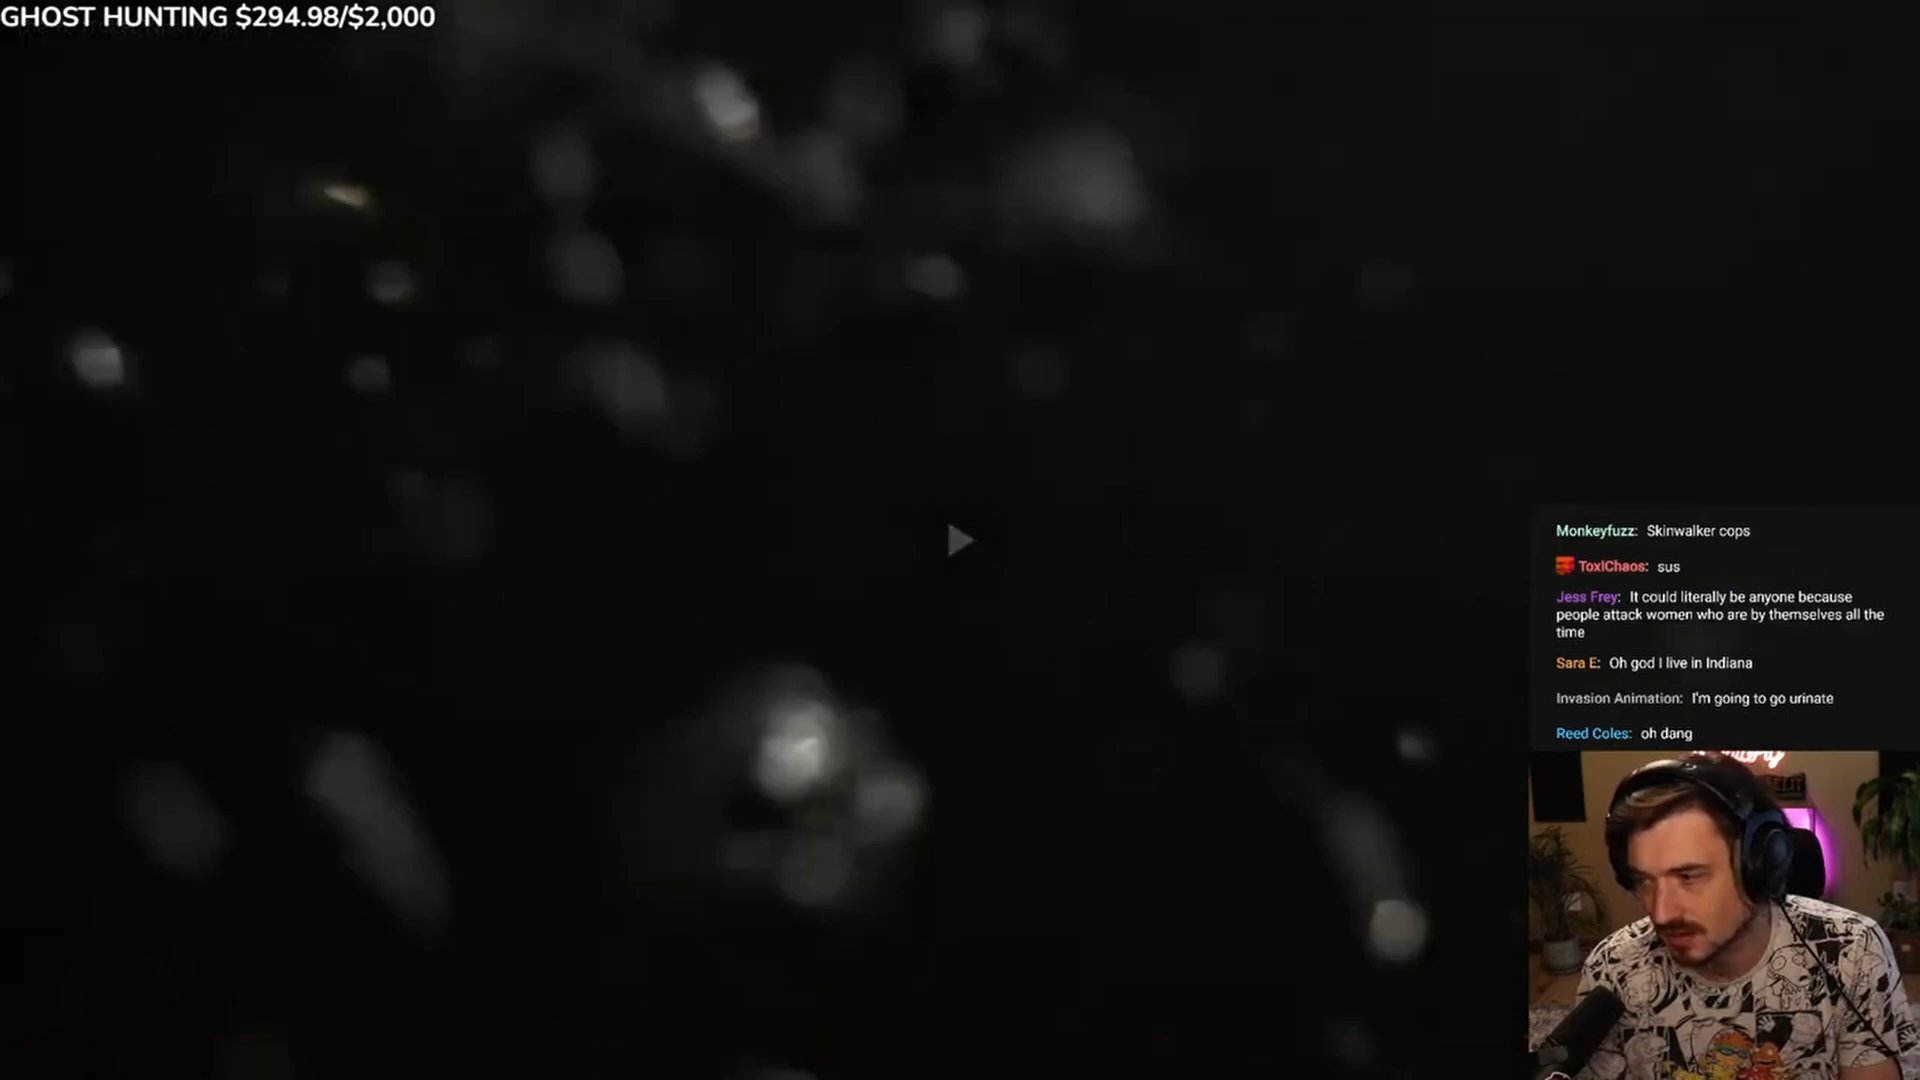 GHOST HUNTING $294.98/$2,000
Monkeyfuzz: Skinwalker cops
ToxiChaos: sus
Jess Frey: It could literally be anyone because
people attack women who are by themselves all the
time
Sara E: Oh god I live in Indiana
Invasion Animation: I'm going to go urinate
Reed Coles: oh dang